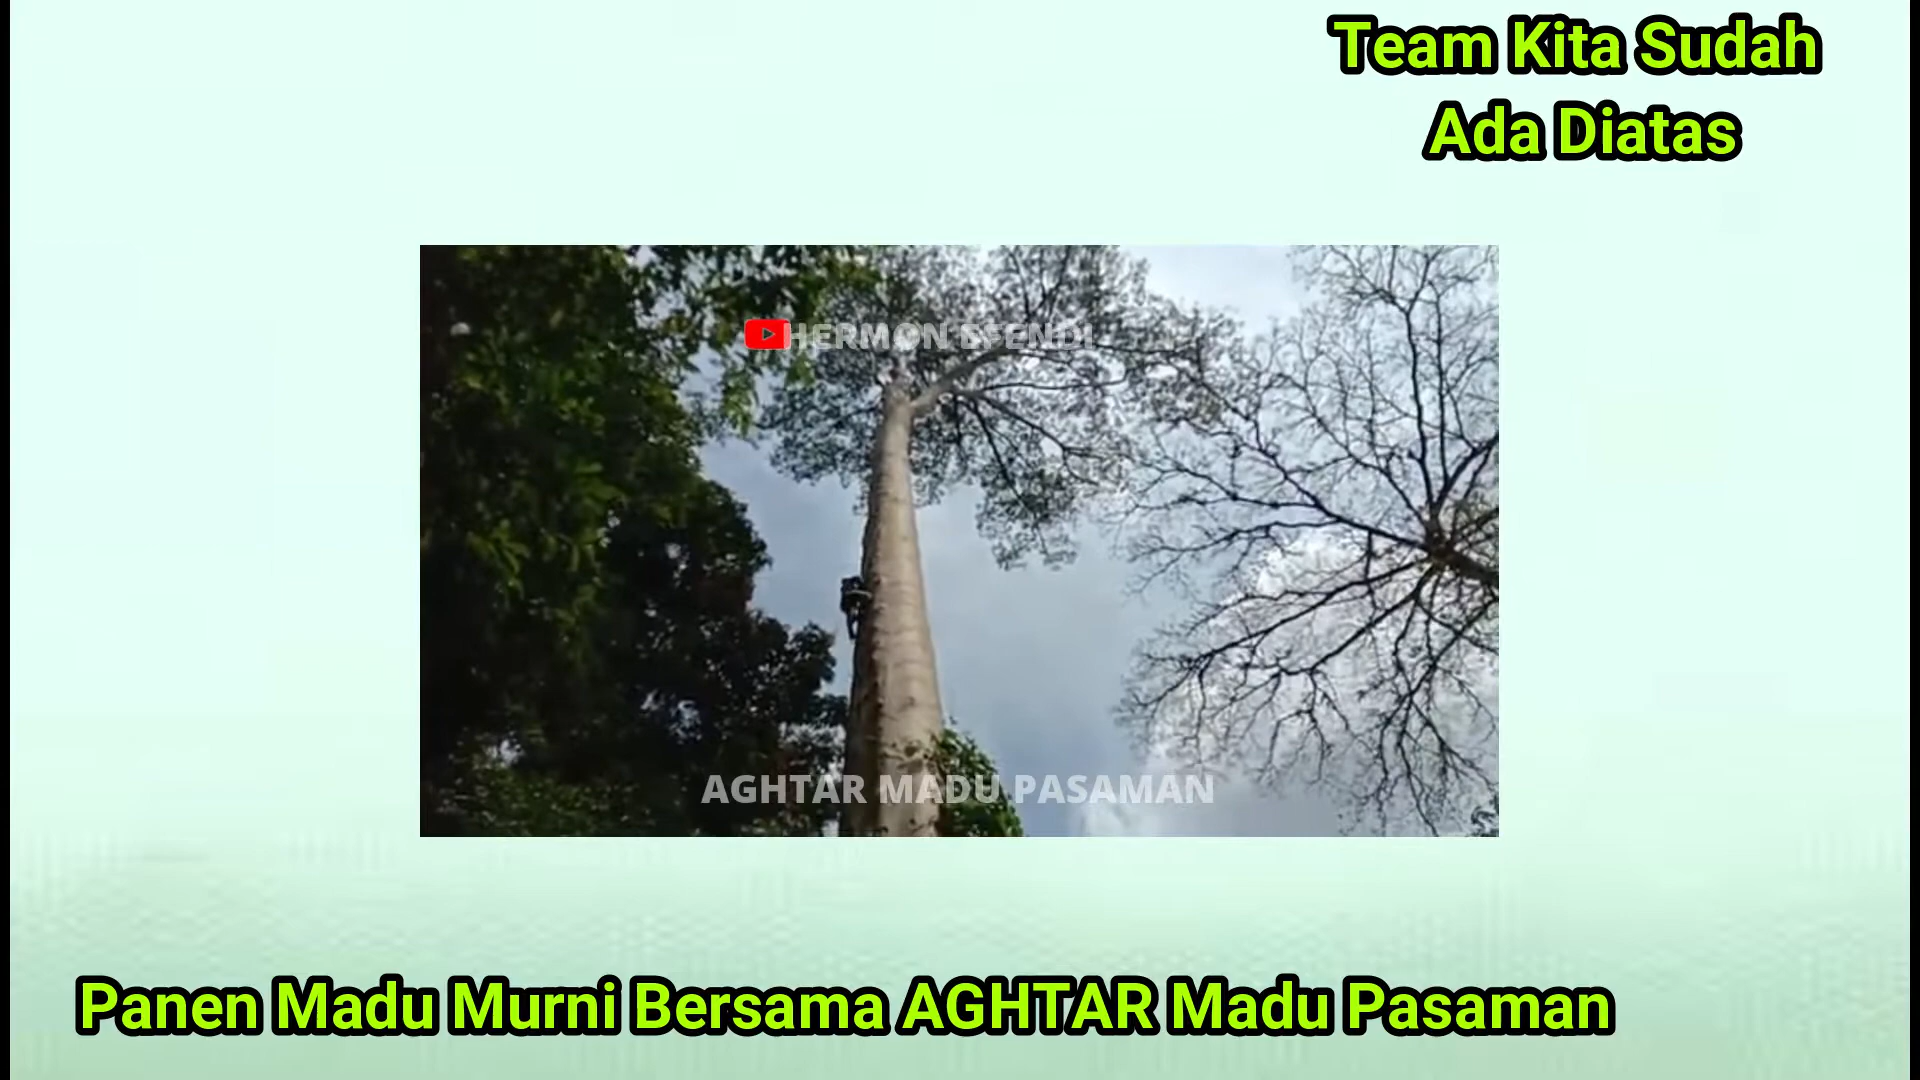 Team Kita Sudah
Ada Diatas
HERMON EFENDI
AGHTAR MADU PASAMAN
Panen Madu Murni Bersama AGHTAR Madu Pasaman